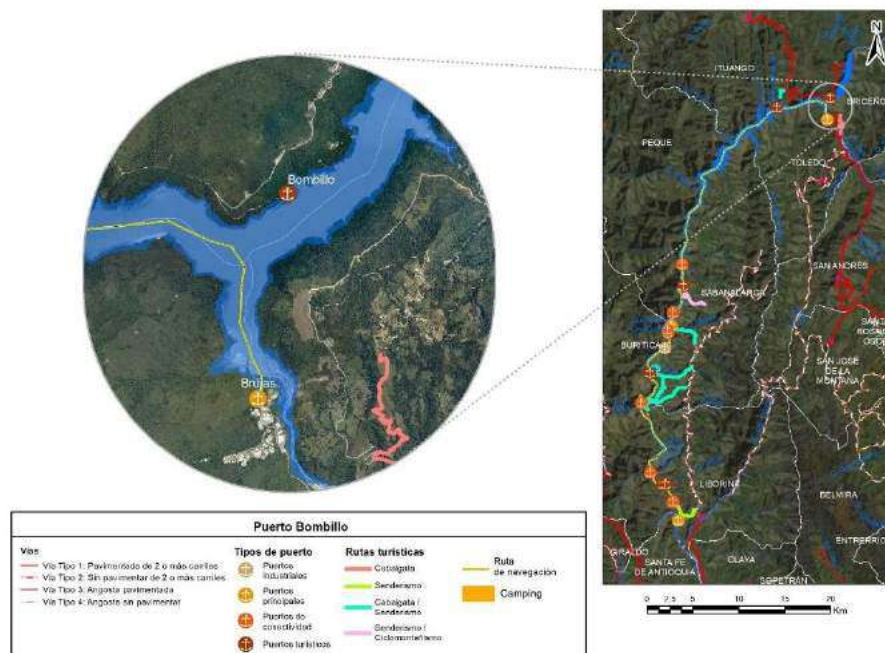 Bombillo
Brujas
N
ITUANGO
BRICEÑO
PEQUE
TOLEDO
SAN ANDRES
SABANALARGA
BURITICA
SAN JOSÉ
DE LA
MONTAÑA
LIBORINA
BELMIRA
ENTRERRIO
GIRALDO
SANTA FE
DE ANTIOQUIA
OLAYA
SOPETRÁN
0 2.5 5 10 15 20
Km
Puerto Bombillo
Vías
Vía Tipo 1: Pavimentada de 2 o más carriles
Vía Tipo 2: Sin pavimentar de 2 o más carriles
Vía Tipo 3: Angosta pavimentada
Vía Tipo 4: Angosta sin pavimentar
Tipos de puerto
Puertos
industriales
Puertos
principales
Puertos de
conectividad
Puertos turísticos
Rutas turísticas
Cabalgata
Senderismo
Cabalgata /
Senderismo
Senderismo /
Ciclomontañismo
Ruta
de navegación
Camping